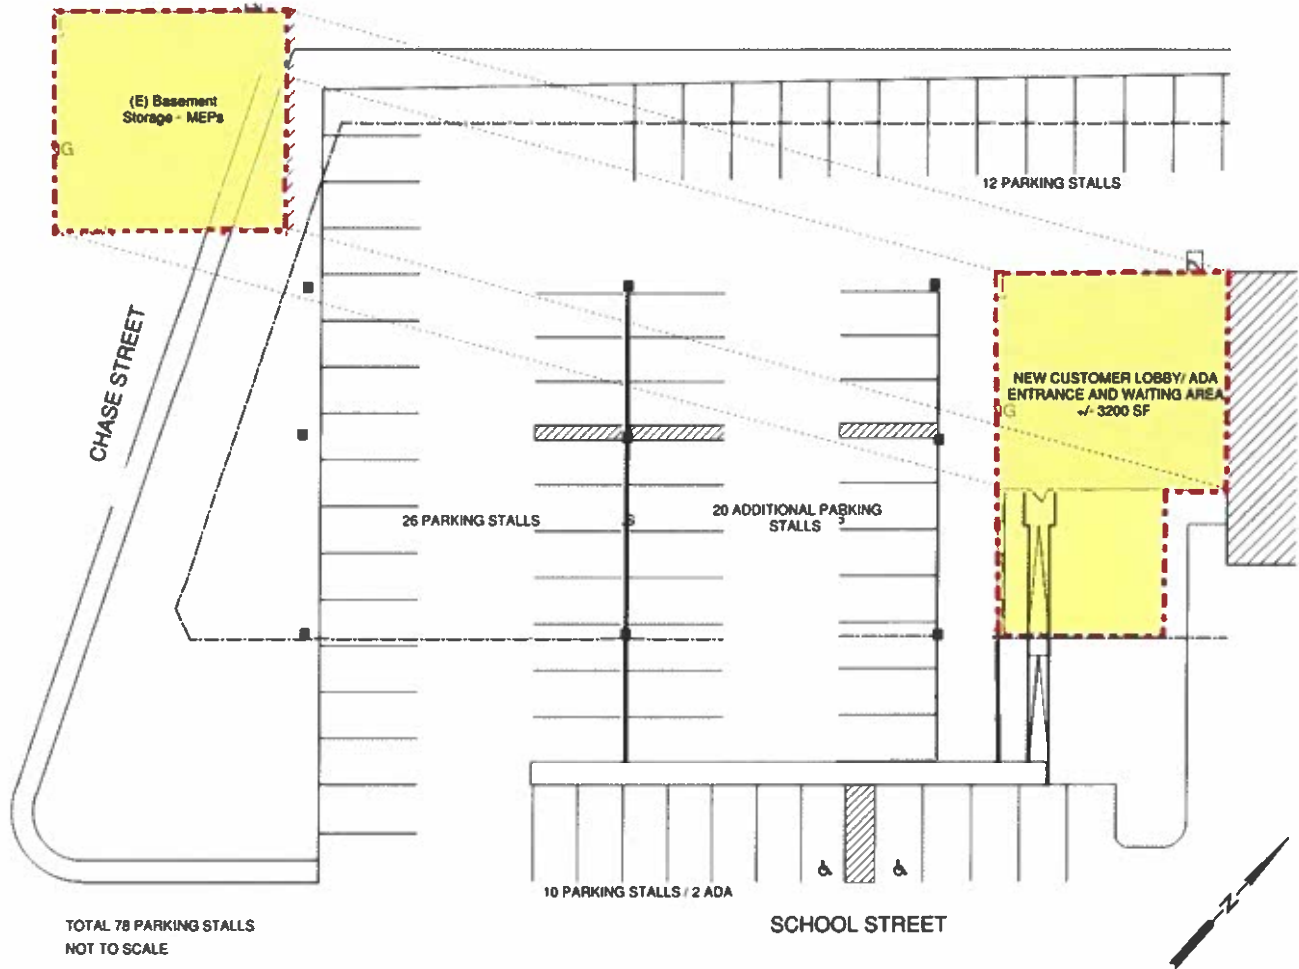 (E) Basement
Storage - MEPs
G
12 PARKING STALLS
CHASE STREET
NEW CUSTOMER LOBBY/ ADA
ENTRANCE AND WAITING AREA
+/- 3200 SF
G
26 PARKING STALLS
S
20 ADDITIONAL PARKING
STALLS
10 PARKING STALLS / 2 ADA
SCHOOL STREET
N
TOTAL 78 PARKING STALLS
NOT TO SCALE